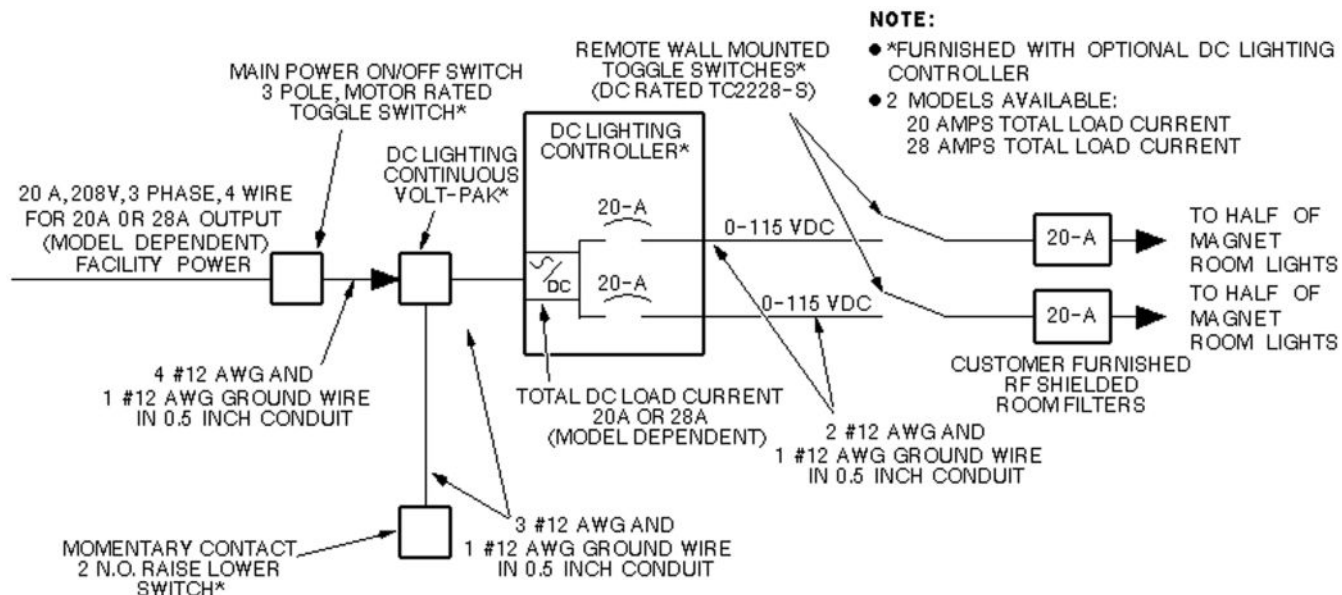 NOTE:
● *FURNISHED WITH OPTIONAL DC LIGHTING
CONTROLLER
● 2 MODELS AVAILABLE:
20 AMPS TOTAL LOAD CURRENT
28 AMPS TOTAL LOAD CURRENT
REMOTE WALL MOUNTED
TOGGLE SWITCHES*
(DC RATED TC2228-S)
MAIN POWER ON/OFF SWITCH
3 POLE, MOTOR RATED
TOGGLE SWITCH*
DC LIGHTING
CONTINUOUS
VOLT-PAK*
DC LIGHTING
CONTROLLER*
20 A, 208V, 3 PHASE, 4 WIRE
FOR 20A 0R 28A OUTPUT
(MODEL DEPENDENT)
FACILITY POWER
20-A
0-115 VDC
20-A
TO HALF OF
MAGNET
ROOM LIGHTS
DC
20-A
0-115 VDC
20-A
TO HALF OF
MAGNET
ROOM LIGHTS
4 #12 AWG AND
1 #12 AWG GROUND WIRE
IN 0.5 INCH CONDUIT
TOTAL DC LOAD CURRENT
20A OR 28A
(MODEL DEPENDENT)
CUSTOMER FURNISHED
RF SHIELDED
ROOM FILTERS
2 #12 AWG AND
1 #12 AWG GROUND WIRE
IN 0.5 INCH CONDUIT
3 #12 AWG AND
1 #12 AWG GROUND WIRE
IN 0.5 INCH CONDUIT
MOMENTARY CONTACT
2 N.O. RAISE LOWER
SWITCH*